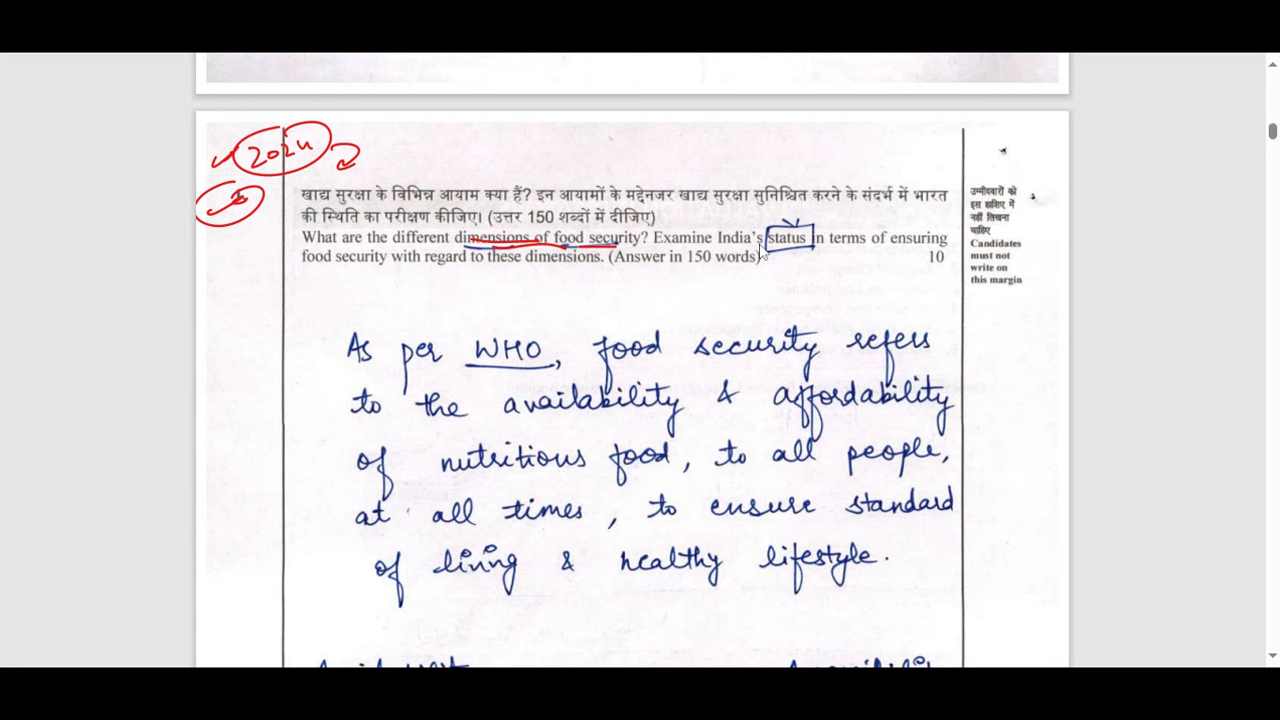 2024
खाद्य सुरक्षा के विभिन्न आयाम क्या हैं? इन आयामों के मद्देनजर खाद्य सुरक्षा सुनिश्चित करने के संदर्भ में भारत
की स्थिति का परीक्षण कीजिए। (उत्तर 150 शब्दों में दीजिए)
What are the different dimensions of food security? Examine India's status in terms of ensuring
food security with regard to these dimensions. (Answer in 150 words)
10
उम्मीदवारों को
इस हाशिए में
नहीं लिखना
चाहिए
Candidates
must not
write on
this margin
As per WHO, food security refers
to the availability & affordability
of nutritious food, to all people,
at all times, to ensure standard
of living & healthy lifestyle.